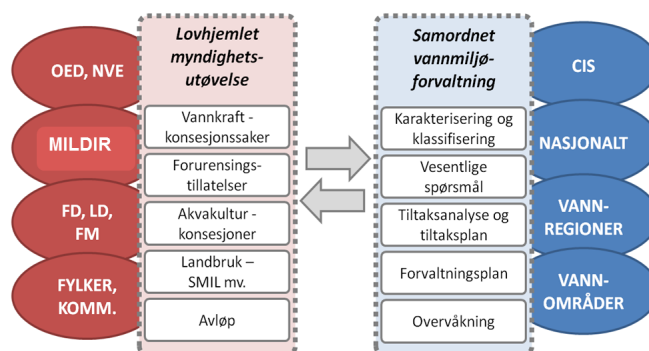 OED, NVE
MILDIR
FD, LD,
FM
FYLKER,
KOMM.
Lovhjemlet
myndighets-
utøvelse
Vannkraft -
konsesjonssaker
Forurensings-
tillatelser
Akvakultur -
konsesjoner
Landbruk –
SMIL mv.
Avløp
Samordnet
vannmiljø-
forvaltning
Karakterisering og
klassifisering
Vesentlige
spørsmål
Tiltaksanalyse og
tiltaksplan
Forvaltningsplan
Overvåkning
CIS
NASJONALT
VANN-
REGIONER
VANN-
OMRÅDER